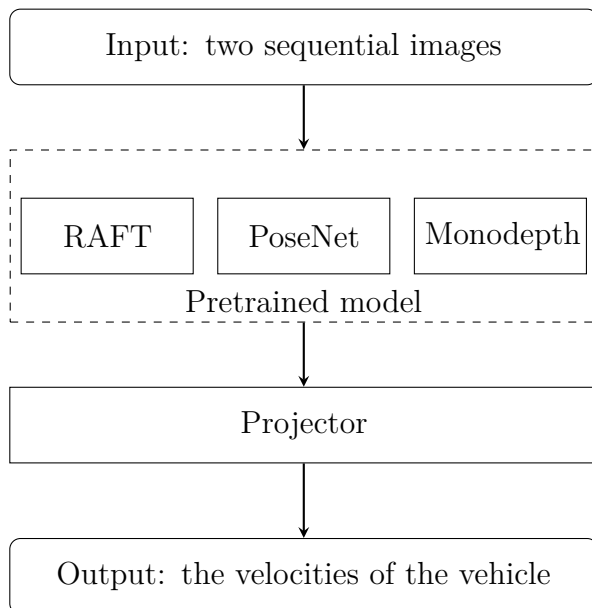 Input: two sequential images
RAFT PoseNet Monodepth
Pretrained model
Projector
Output: the velocities of the vehicle